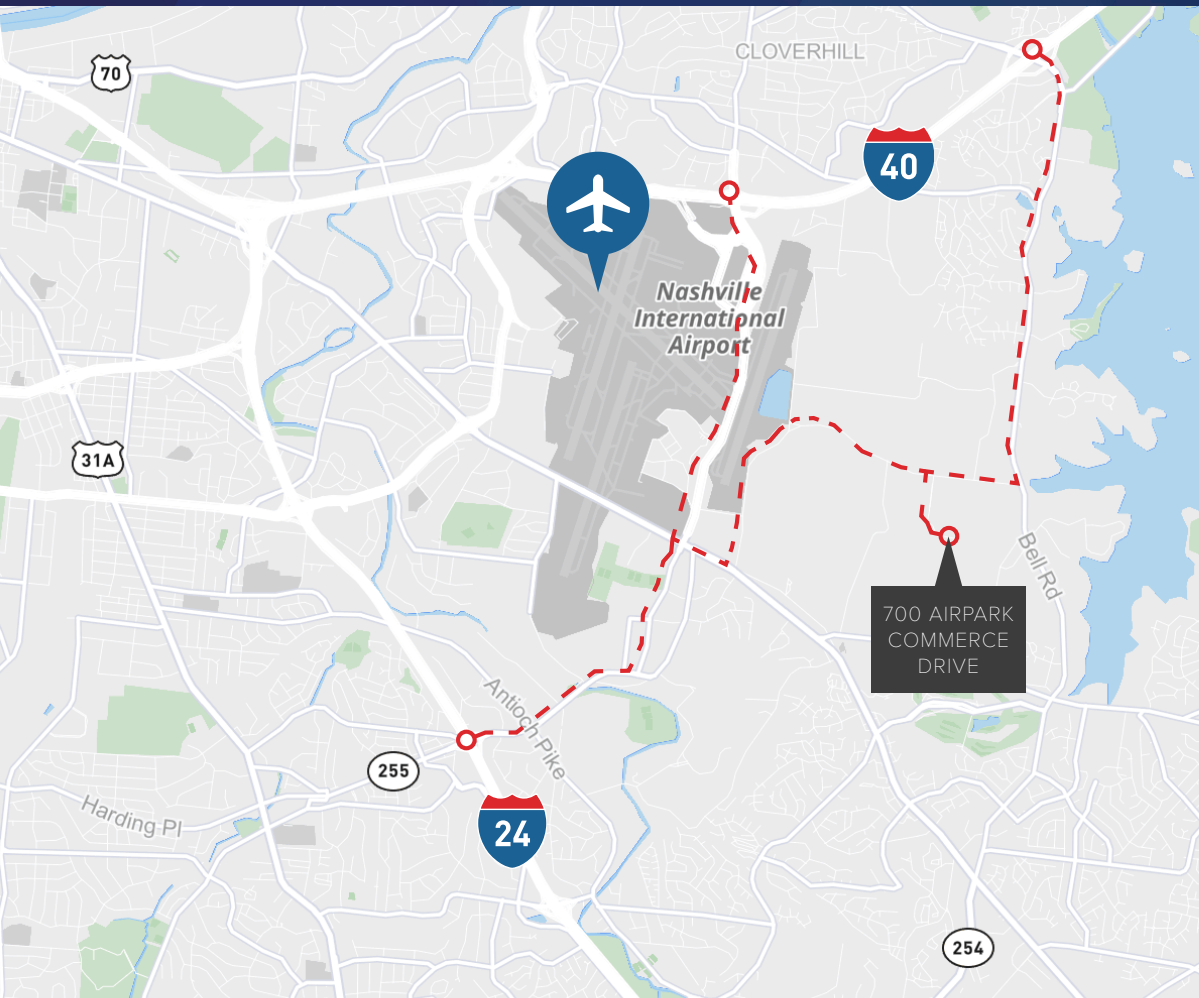 CLOVERHILL
70
40
Nashville
International
Airport
31A
Bell Rd
700 AIRPARK
COMMERCE
DRIVE
Antioch Pike
255
Harding Pl
24
254